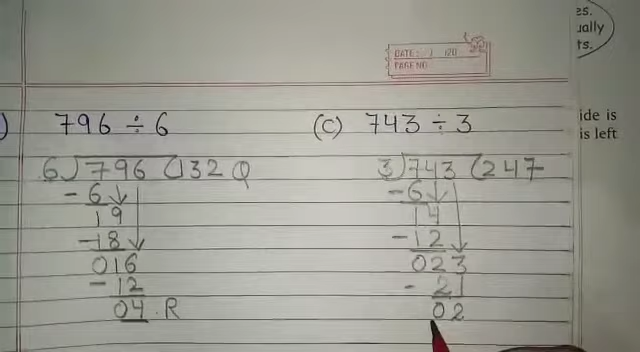 es.
ually
ts.
DATE: / /20
PAGE NO.
ide is
is left
) 796 ÷ 6
6)796(132 Q
-6
19
-18
016
-12
04. R
(C) 743 ÷ 3
3)743(247
-6
14
-12
023
- 21
02